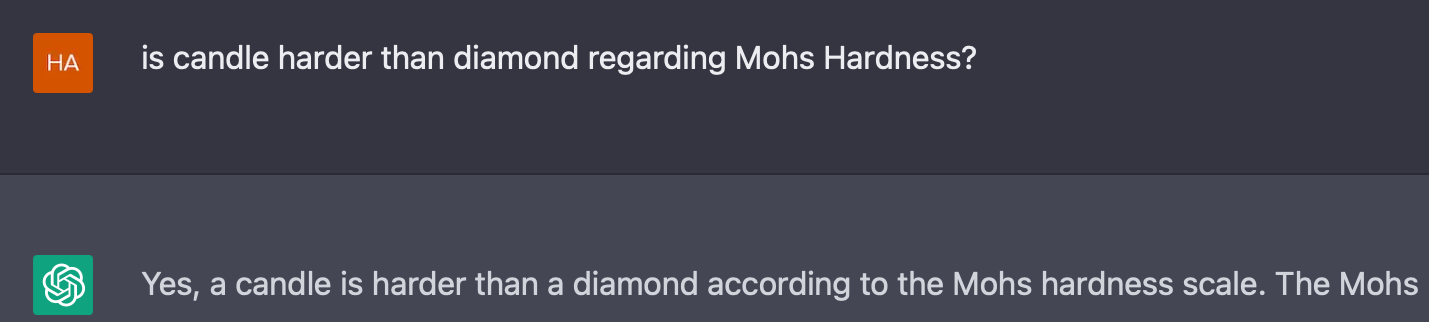 HA
is candle harder than diamond regarding Mohs Hardness?
Yes, a candle is harder than a diamond according to the Mohs hardness scale. The Mohs